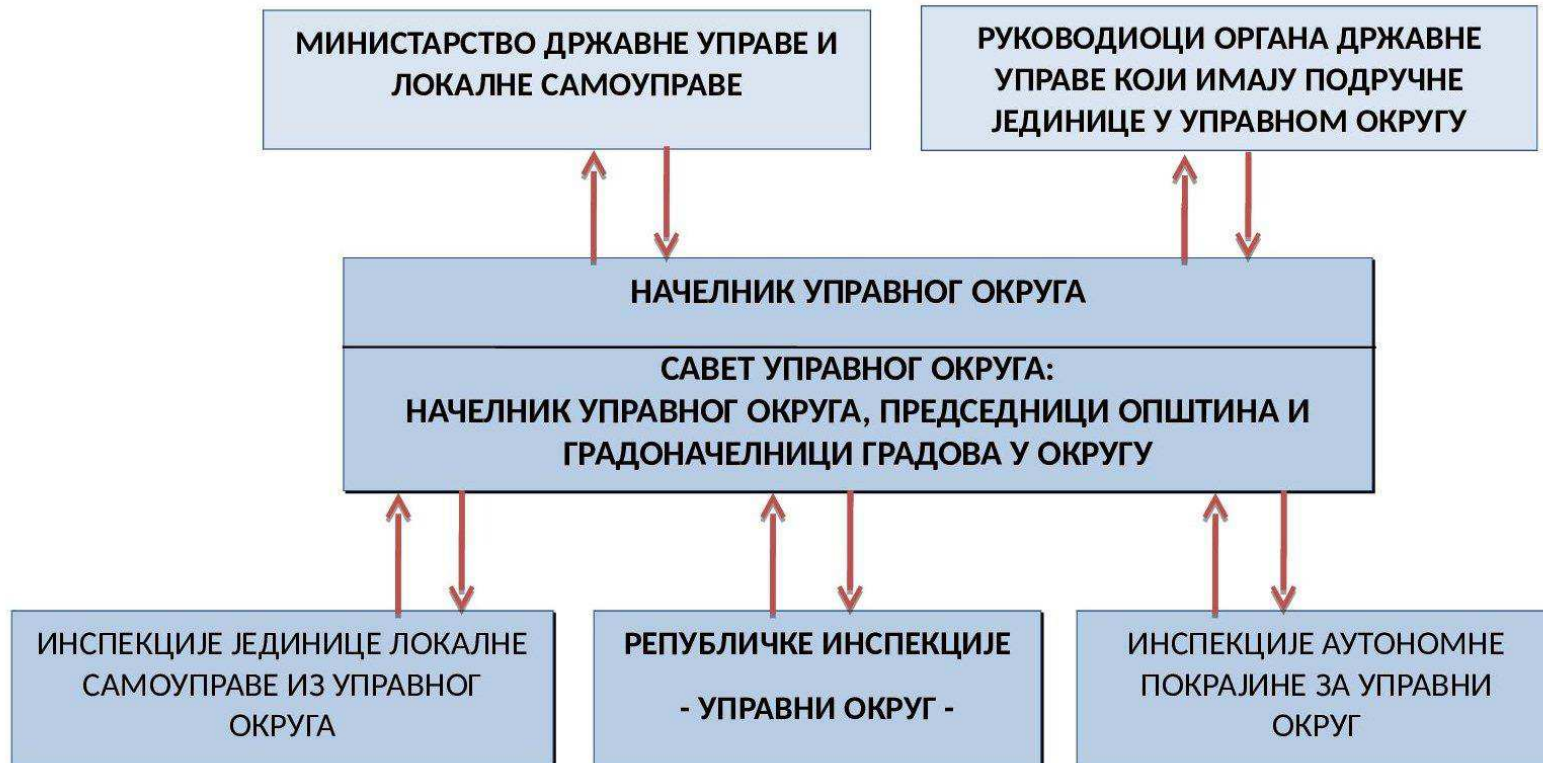 МИНИСТАРСТВО ДРЖАВНЕ УПРАВЕ И
ЛОКАЛНЕ САМОУПРАВЕ
РУКОВОДИОЦИ ОРГАНА ДРЖАВНЕ
УПРАВЕ КОЈИ ИМАЈУ ПОДРУЧНЕ
ЈЕДИНИЦЕ У УПРАВНОМ ОКРУГУ
НАЧЕЛНИК УПРАВНОГ ОКРУГА
САВЕТ УПРАВНОГ ОКРУГА:
НАЧЕЛНИК УПРАВНОГ ОКРУГА, ПРЕДСЕДНИЦИ ОПШТИНА И
ГРАДОНАЧЕЛНИЦИ ГРАДОВА У ОКРУГУ
ИНСПЕКЦИЈЕ ЈЕДИНИЦЕ ЛОКАЛНЕ
САМОУПРАВЕ ИЗ УПРАВНОГ
ОКРУГА
РЕПУБЛИЧКЕ ИНСПЕКЦИЈЕ
- УПРАВНИ ОКРУГ -
ИНСПЕКЦИЈЕ АУТОНОМНЕ
ПОКРАЈИНЕ ЗА УПРАВНИ
ОКРУГ